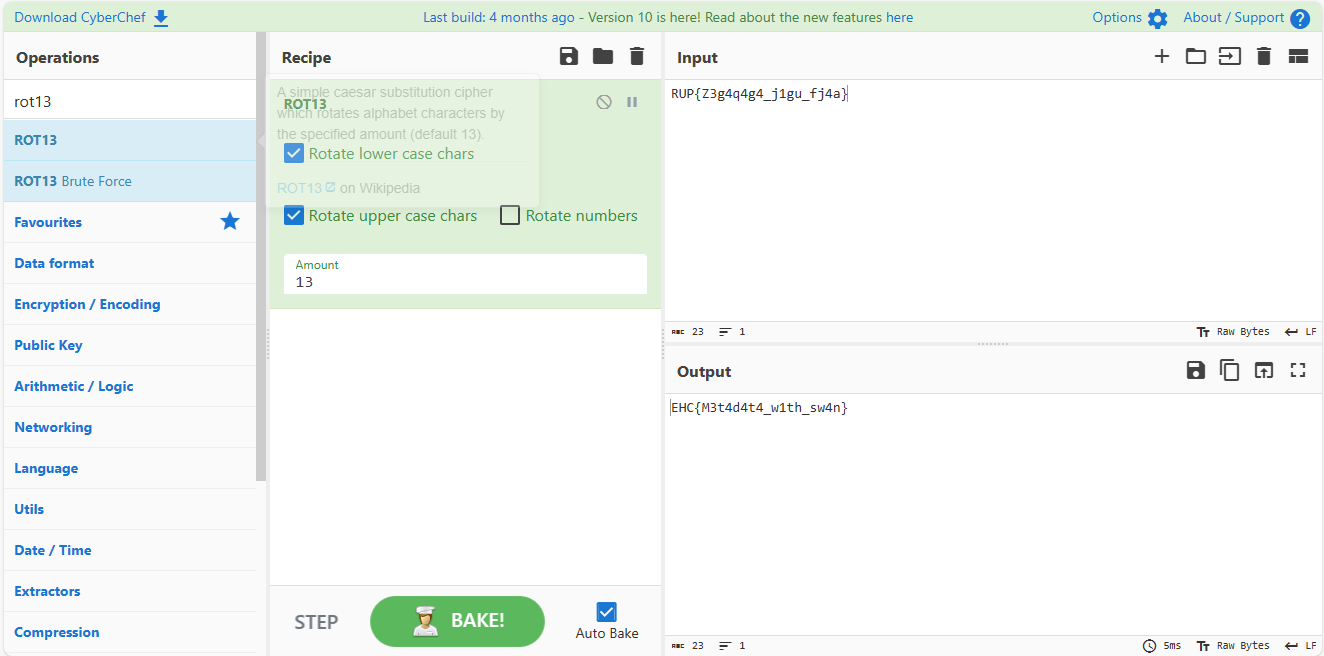 Download CyberChef
Last build: 4 months ago - Version 10 is here! Read about the new features here
Options
About / Support
Operations
rot13
ROT13
ROT13 Brute Force
Favourites
Data format
Encryption / Encoding
Public Key
Arithmetic / Logic
Networking
Language
Utils
Date / Time
Extractors
Compression
Recipe
ROT13
A simple caesar substitution cipher
which rotates alphabet characters by
the specified amount (default 13).
ROT13 on Wikipedia
Rotate lower case chars
Rotate upper case chars
Rotate numbers
Amount
13
STEP
BAKE!
Auto Bake
Input
RUP{Z3g4q4g4_j1gu_fj4a}
ABC 23 1
Tт Raw Bytes LF
Output
EHC{M3t4d4t4_w1th_sw4n}
ABC 23 1
5ms Tт Raw Bytes LF